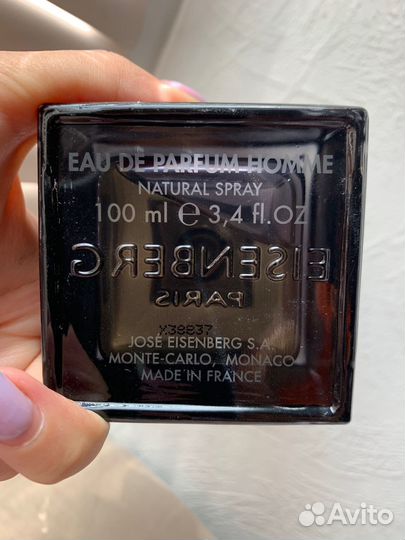 EAU DE PARFUM HOMME
NATURAL SPRAY
100 ml e 3,4 fl.oz
EISENBERG
PARIS
X39937
JOSÉ EISENBERG S.A.
MONTE-CARLO, MONACO
MADE IN FRANCE
Avito